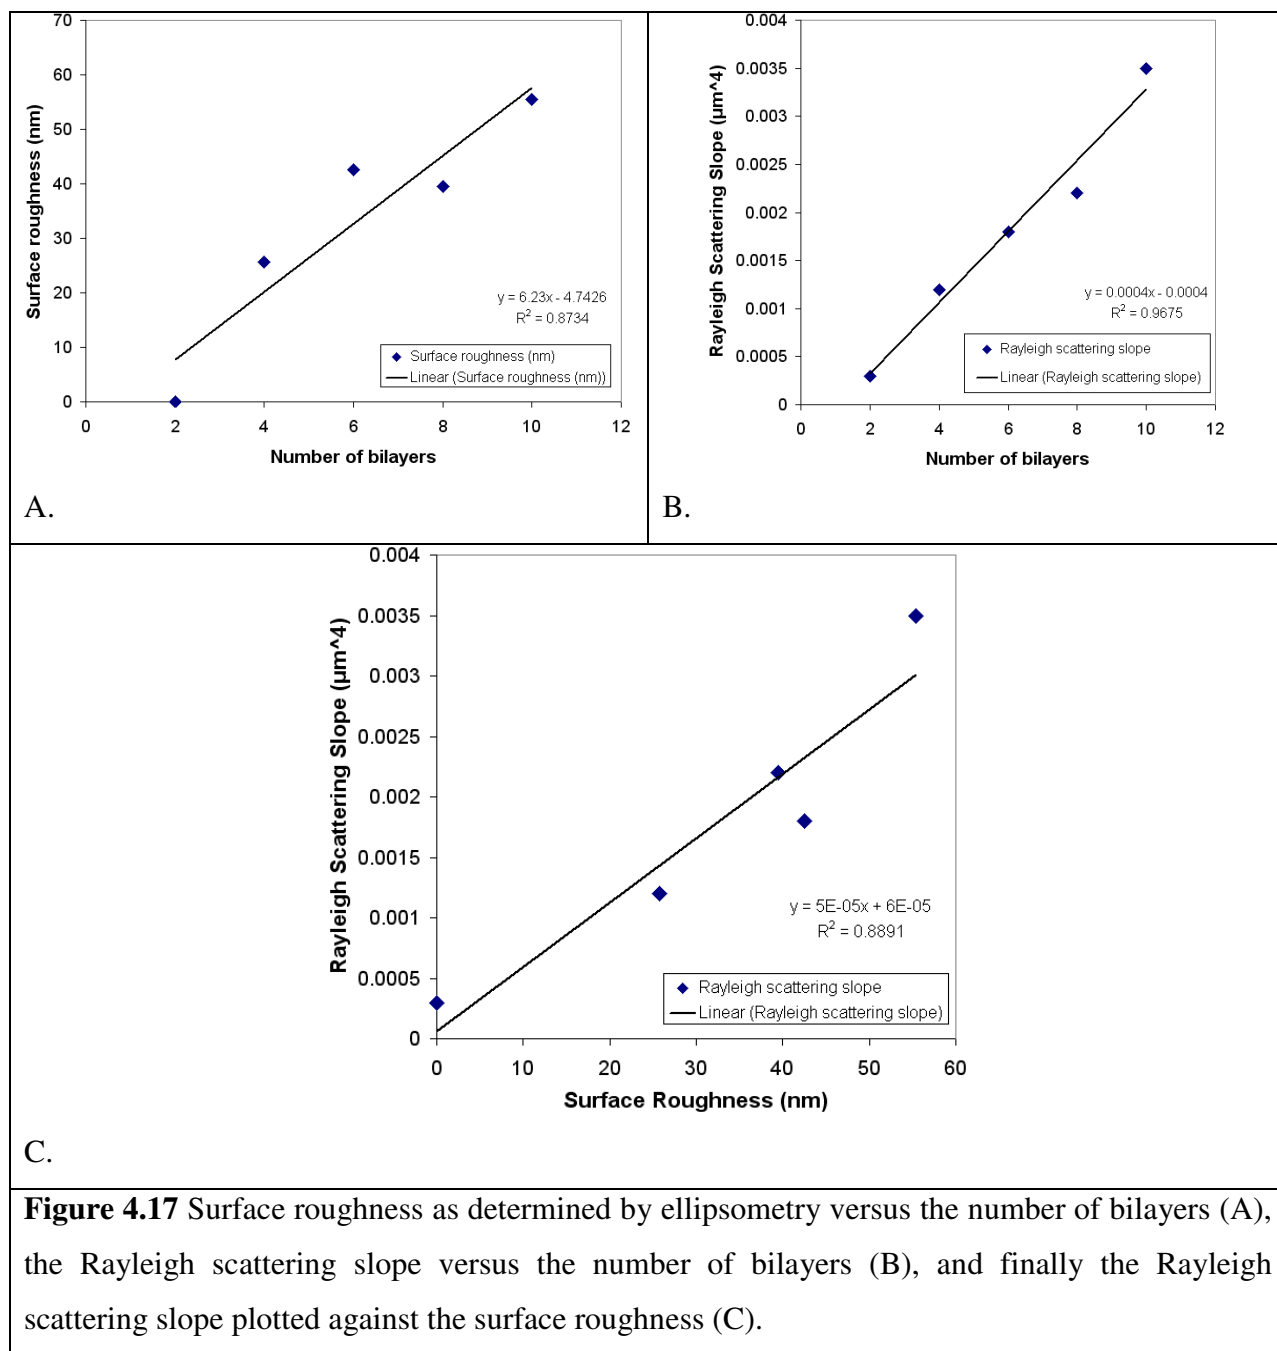 70
60
50
40
30
20
10
0
Surface roughness (nm)
0 2 4 6 8 10 12
Number of bilayers
y = 6.23x - 4.7426
R² = 0.8734
Surface roughness (nm)
Linear (Surface roughness (nm))
A.
0.004
0.0035
0.003
0.0025
0.002
0.0015
0.001
0.0005
0
Rayleigh Scattering Slope (µm^4)
0 2 4 6 8 10 12
Number of bilayers
y = 0.0004x - 0.0004
R² = 0.9675
Rayleigh scattering slope
Linear (Rayleigh scattering slope)
B.
0.004
0.0035
0.003
0.0025
0.002
0.0015
0.001
0.0005
0
Rayleigh Scattering Slope (µm^4)
0 10 20 30 40 50 60
Surface Roughness (nm)
y = 5E-05x + 6E-05
R² = 0.8891
Rayleigh scattering slope
Linear (Rayleigh scattering slope)
C.
Figure 4.17 Surface roughness as determined by ellipsometry versus the number of bilayers (A),
the Rayleigh scattering slope versus the number of bilayers (B), and finally the Rayleigh
scattering slope plotted against the surface roughness (C).